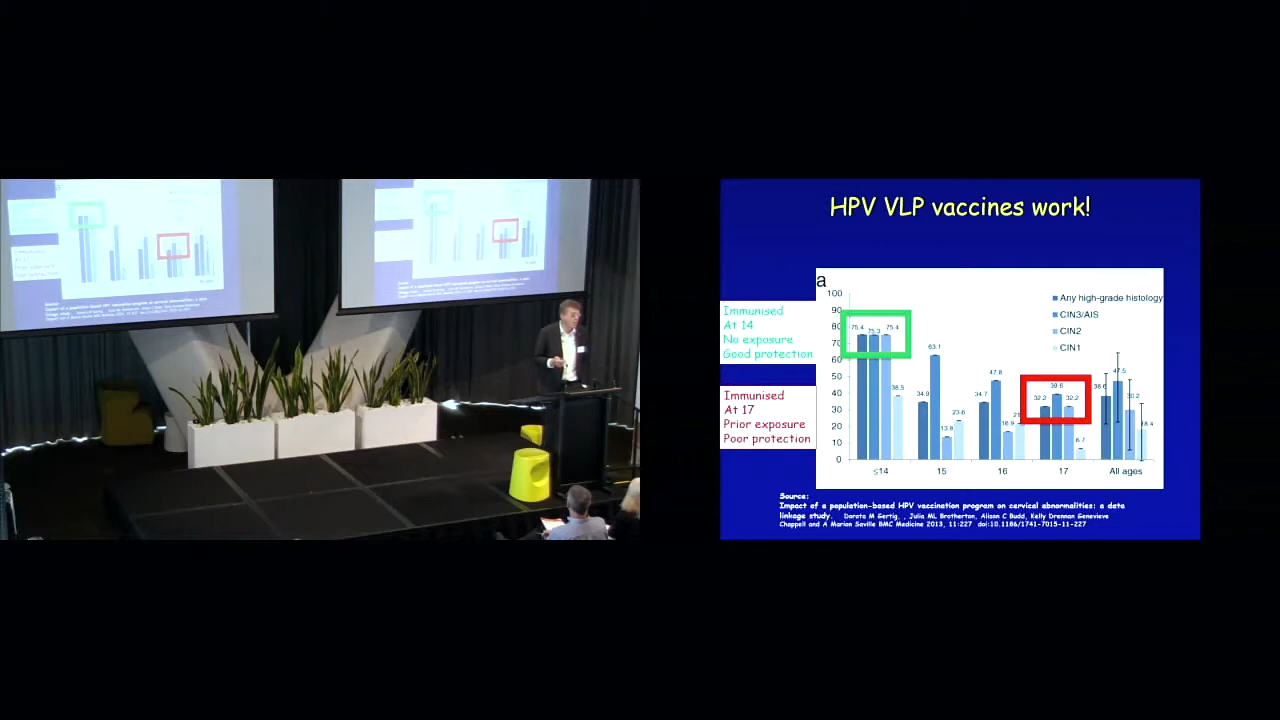 HPV VLP vaccines work!
Immunised
At 14
No exposure
Good protection
Immunised
At 17
Prior exposure
Poor protection
a
100
90
80
70
60
50
40
30
20
10
0
Any high-grade histology
CIN3/AIS
CIN2
CIN1
75.4
75.3
75.4
38.5
34.9
63.1
13.8
23.6
34.7
47.8
16.9
32.2
39.6
32.2
6.7
38.6
47.5
30.2
18.4
≤14
15
16
17
All ages
Source:
Impact of a population-based HPV vaccination program on cervical abnormalities: a data
linkage study. Dorota M Gertig, , Julia ML Brotherton, Alison C Budd, Kelly Drennan Genevieve
Chappell and A Marion Saville BMC Medicine 2013, 11:227 doi:10.1186/1741-7015-11-227